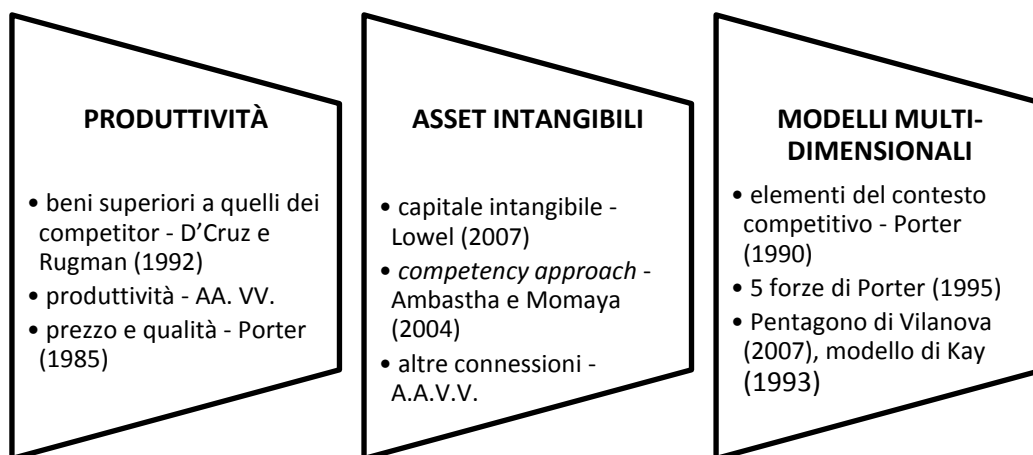 PRODUTTIVITÀ
• beni superiori a quelli dei
competitor - D’Cruz e
Rugman (1992)
• produttività - AA. VV.
• prezzo e qualità - Porter
(1985)
ASSET INTANGIBILI
• capitale intangibile -
Lowel (2007)
• competency approach -
Ambastha e Momaya
(2004)
• altre connessioni -
A.A.V.V.
MODELLI MULTI-
DIMENSIONALI
• elementi del contesto
competitivo - Porter
(1990)
• 5 forze di Porter (1995)
• Pentagono di Vilanova
(2007), modello di Kay
(1993)